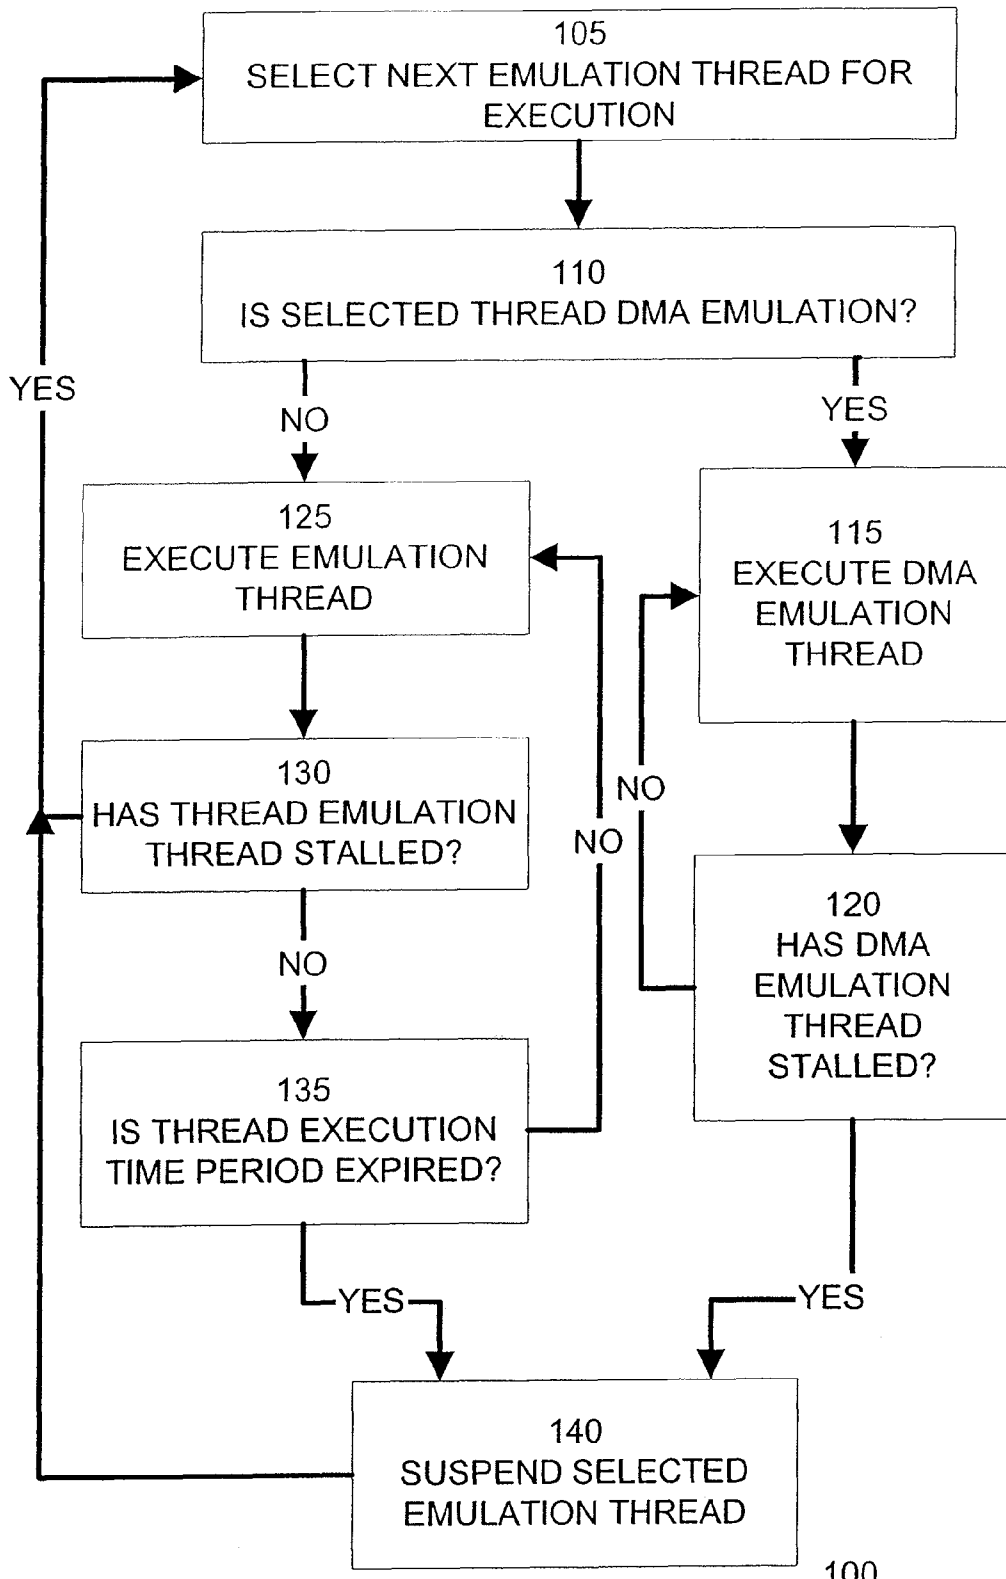 105
SELECT NEXT EMULATION THREAD FOR
EXECUTION
110
IS SELECTED THREAD DMA EMULATION?
YES
NO
YES
125
EXECUTE EMULATION
THREAD
115
EXECUTE DMA
EMULATION
THREAD
130
HAS THREAD EMULATION
THREAD STALLED?
NO
NO
120
HAS DMA
EMULATION
THREAD
STALLED?
NO
135
IS THREAD EXECUTION
TIME PERIOD EXPIRED?
YES
YES
140
SUSPEND SELECTED
EMULATION THREAD
100